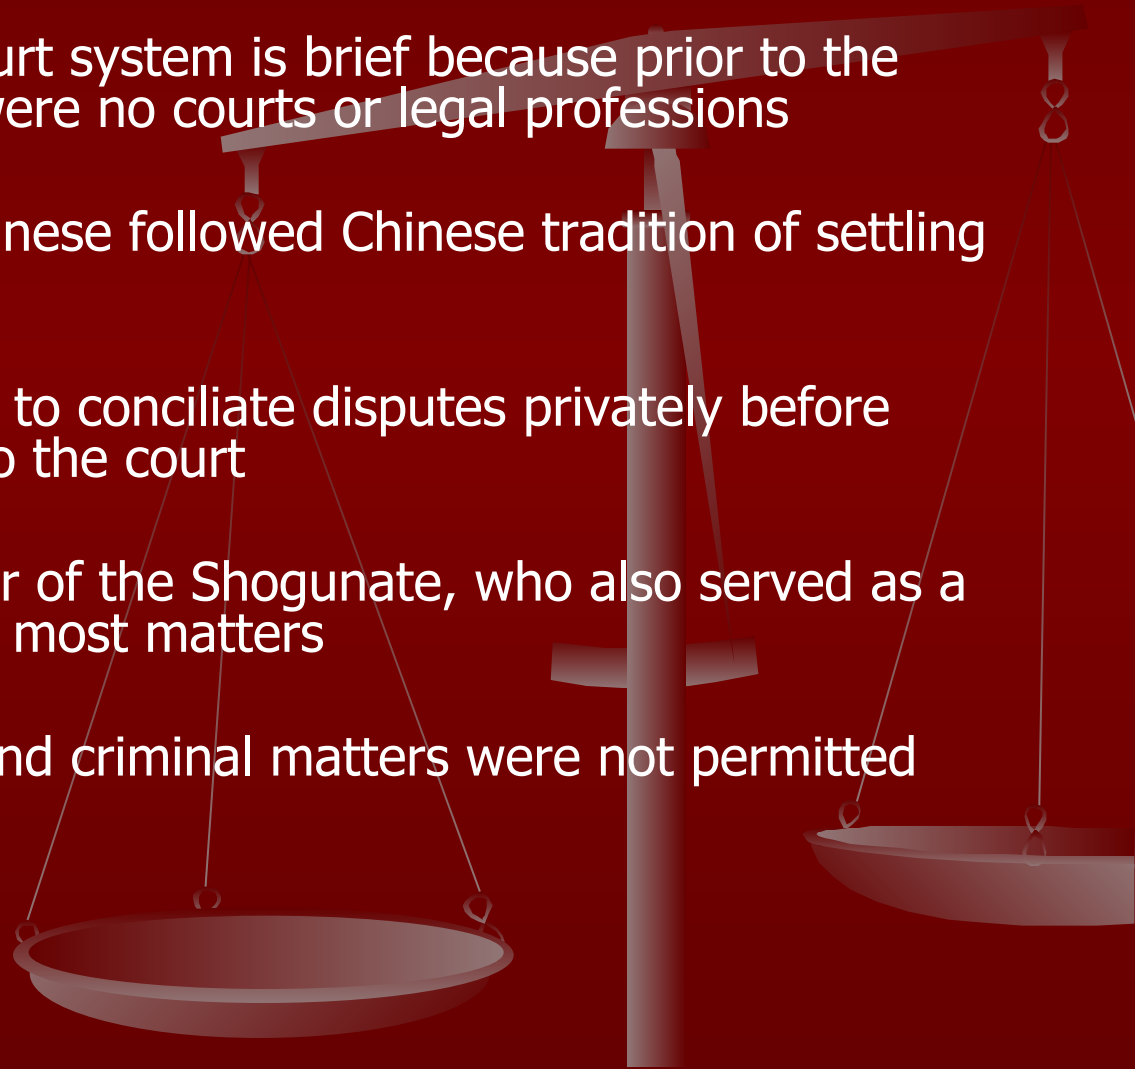 urt system is brief because prior to the
were no courts or legal professions
nese followed Chinese tradition of settling
to conciliate disputes privately before
o the court
r of the Shogunate, who also served as a
most matters
nd criminal matters were not permitted